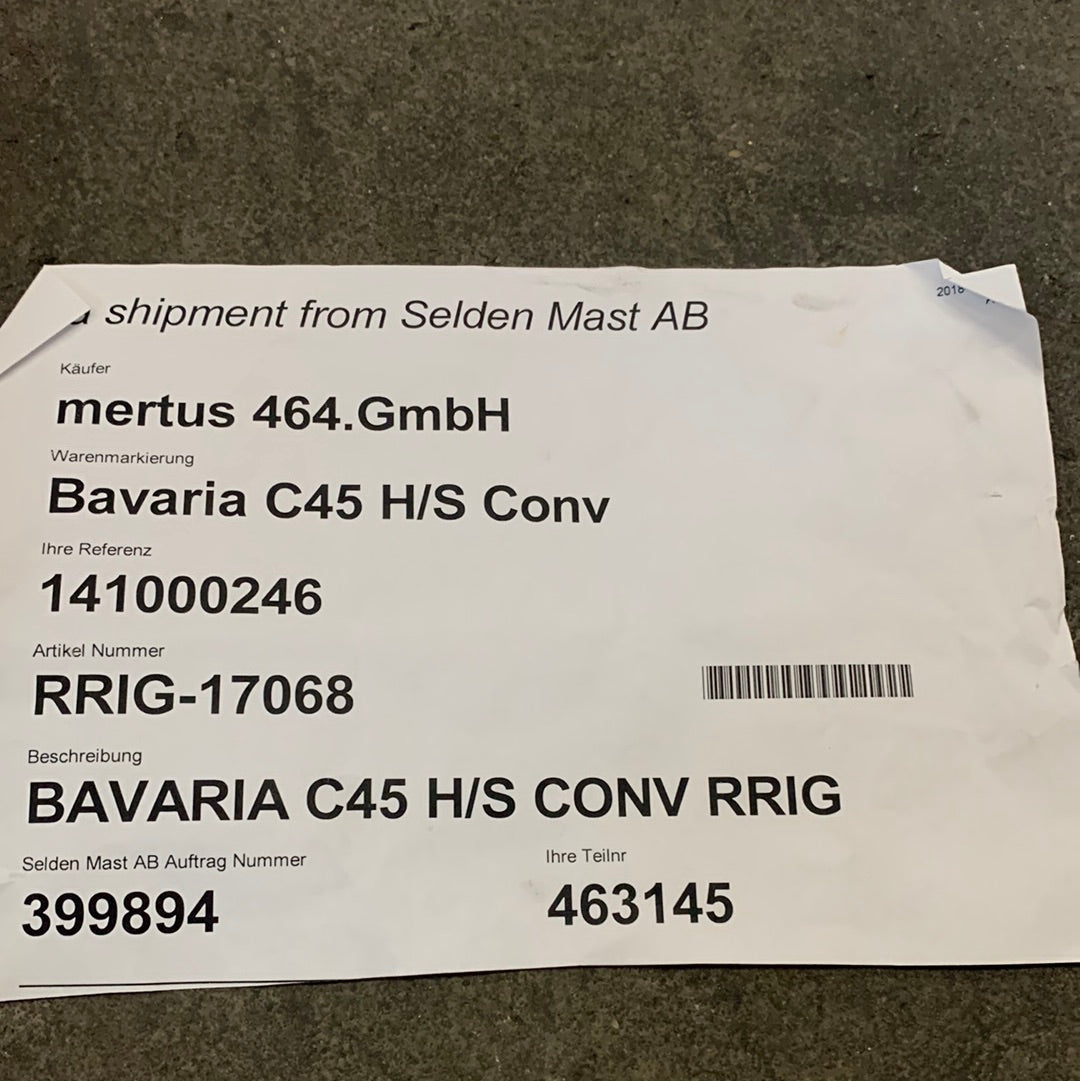 shipment from Selden Mast AB
Käufer
mertus 464.GmbH
Warenmarkierung
Bavaria C45 H/S Conv
Ihre Referenz
141000246
Artikel Nummer
RRIG-17068
Beschreibung
BAVARIA C45 H/S CONV RRIG
Selden Mast AB Auftrag Nummer
Ihre Teilnr
399894
463145